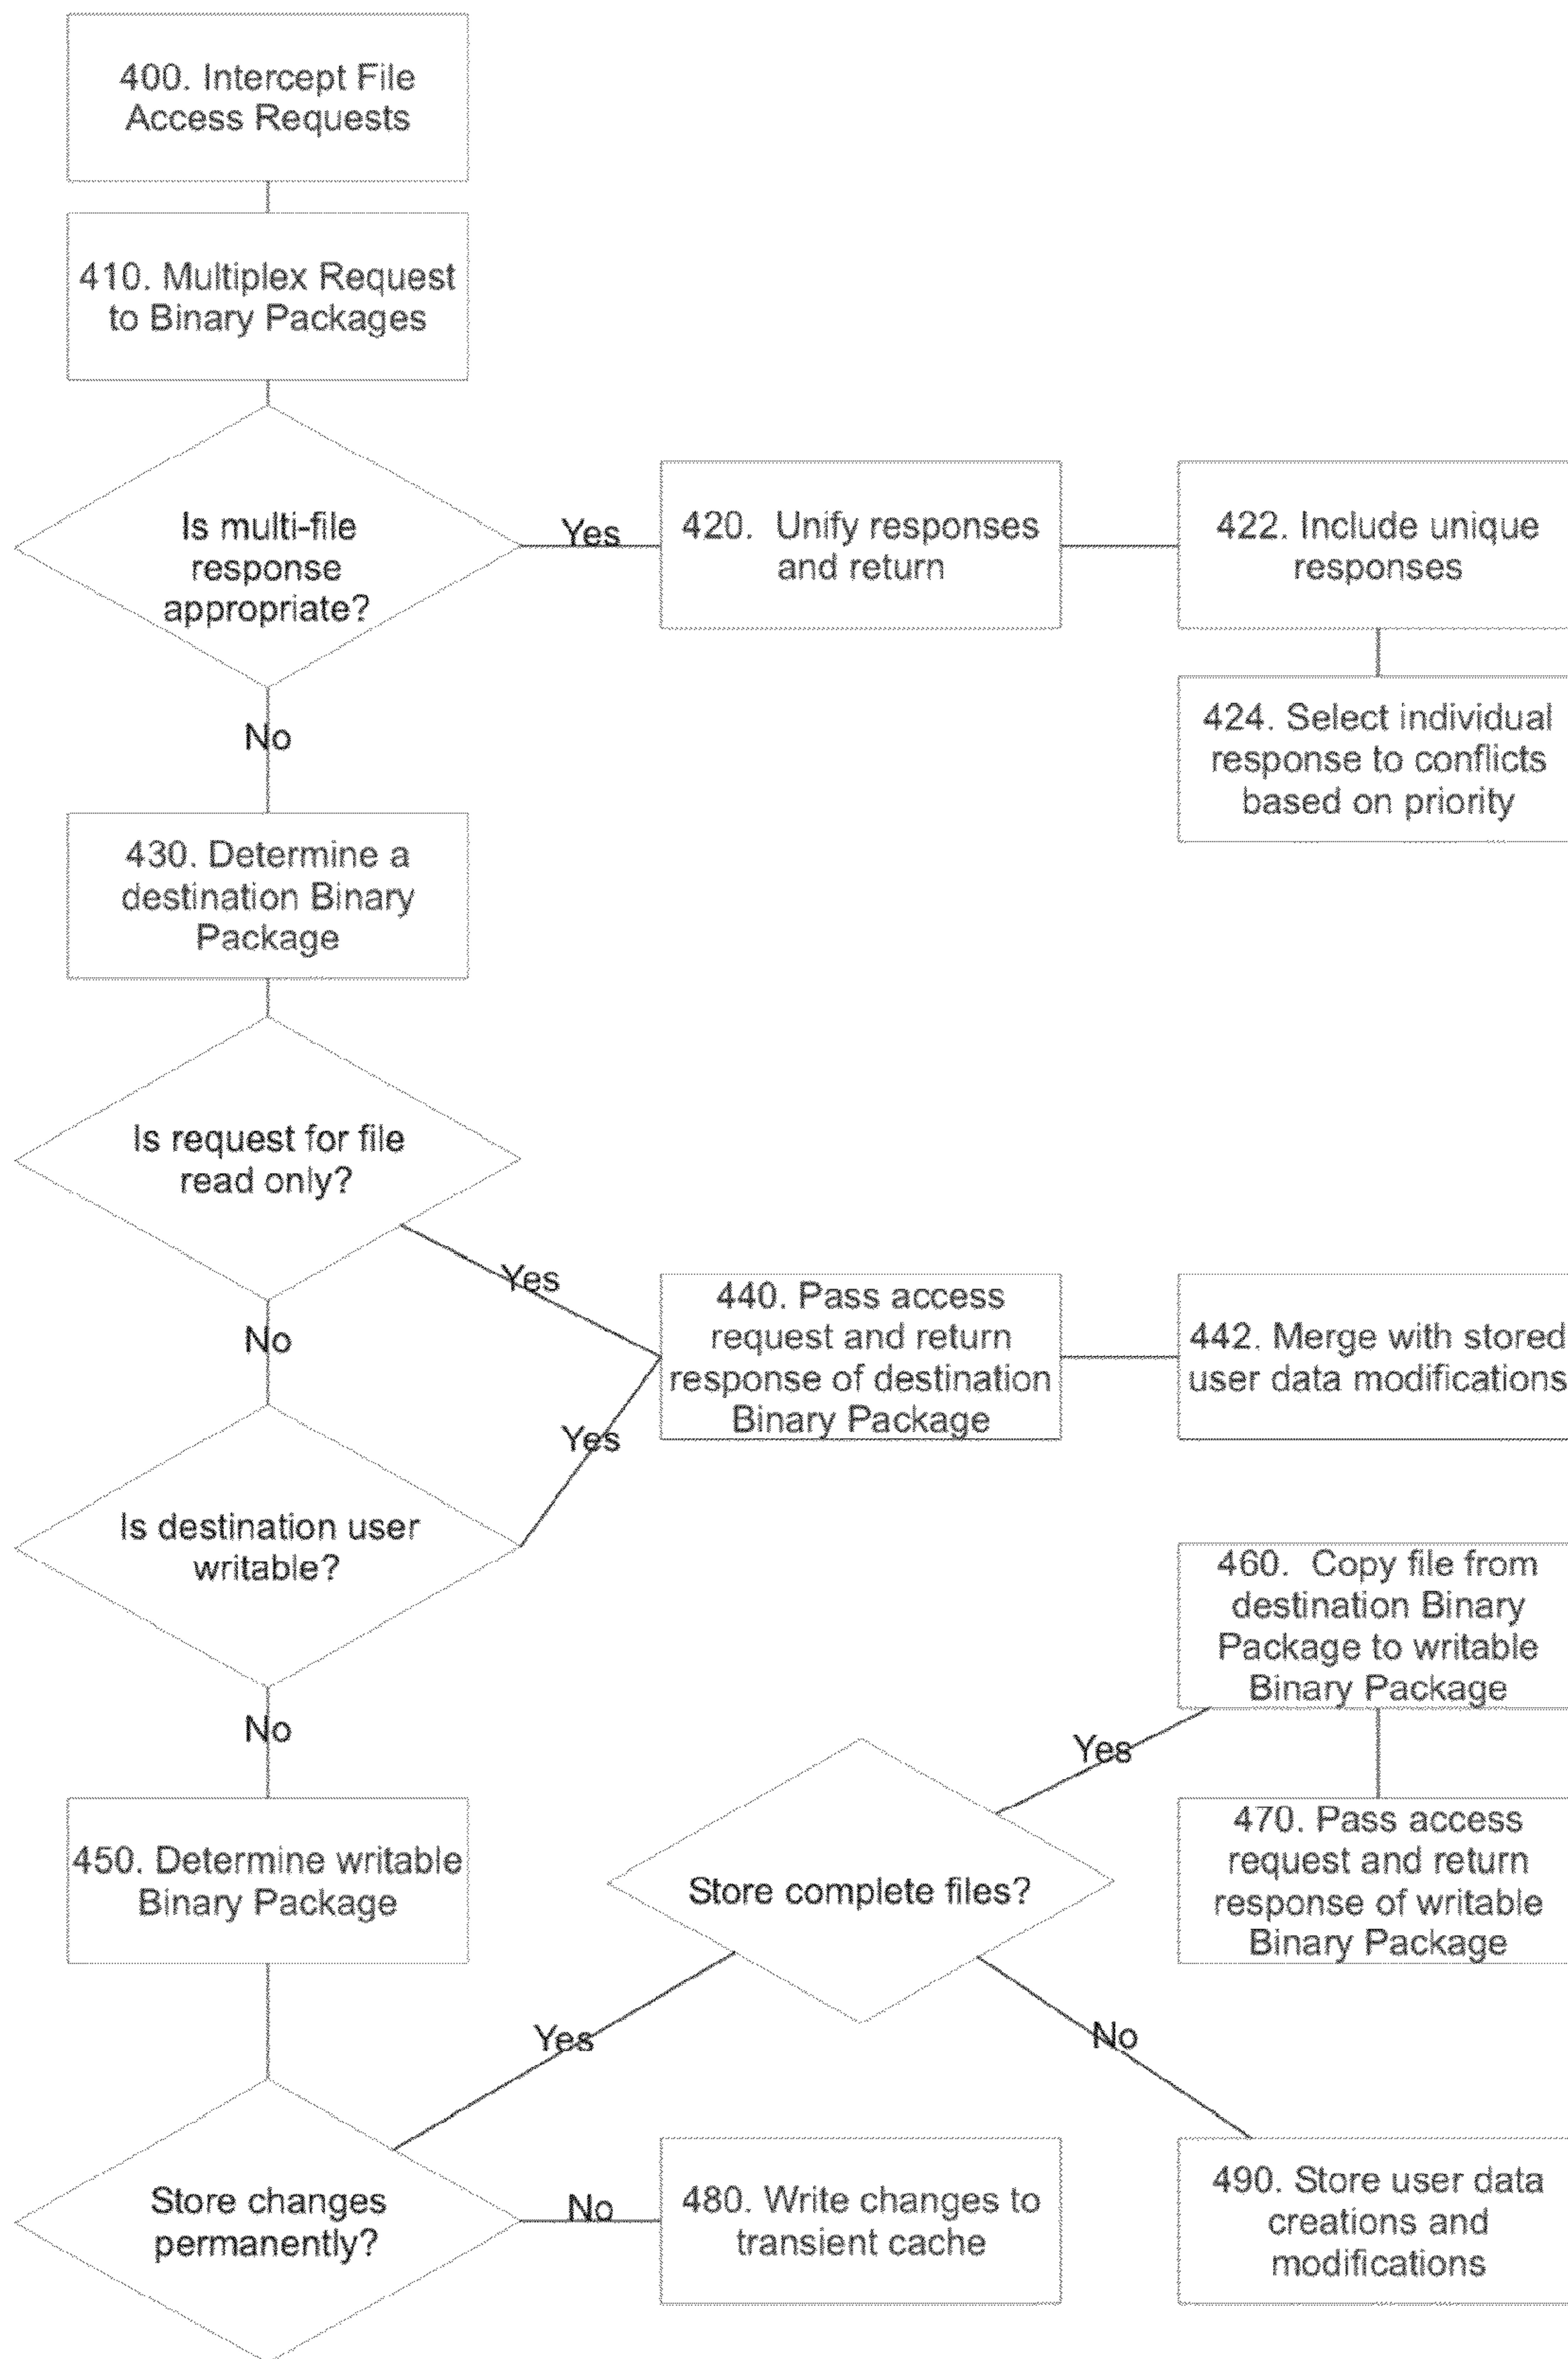 400. Intercept File
Access Requests
410. Multiplex Request
to Binary Packages
Is multi-file
response
appropriate?
Yes
420. Unify responses
and return
422. Include unique
responses
424. Select individual
response to conflicts
based on priority
No
430. Determine a
destination Binary
Package
Is request for file
read only?
Yes
No
440. Pass access
request and return
response of destination
Binary Package
442. Merge with stored
user data modifications
Yes
Is destination user
writable?
No
450. Determine writable
Binary Package
460. Copy file from
destination Binary
Package to writable
Binary Package
Yes
Store complete files?
470. Pass access
request and return
response of writable
Binary Package
Yes
No
Store changes
permanently?
No
480. Write changes to
transient cache
490. Store user data
creations and
modifications